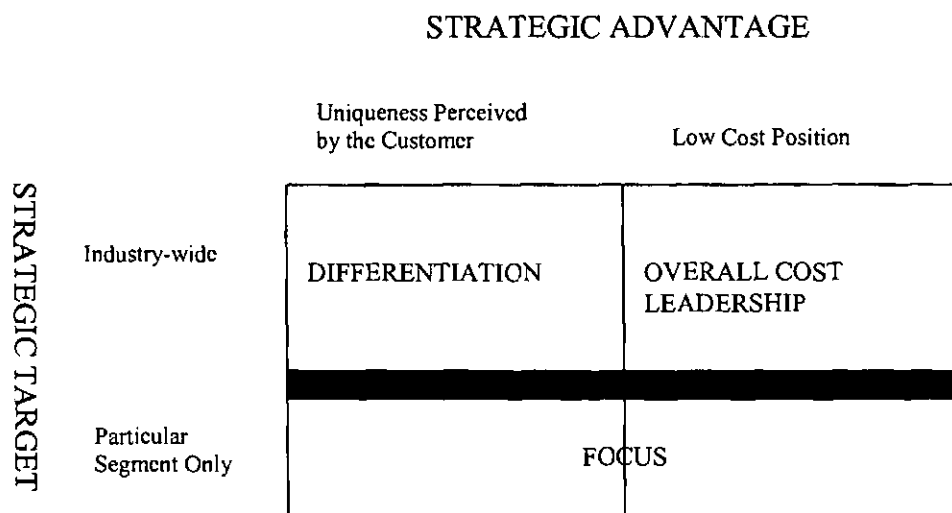 STRATEGIC ADVANTAGE
Uniqueness Perceived
by the Customer
Low Cost Position
STRATEGIC TARGET
Industry-wide
DIFFERENTIATION
OVERALL COST
LEADERSHIP
Particular
Segment Only
FOCUS